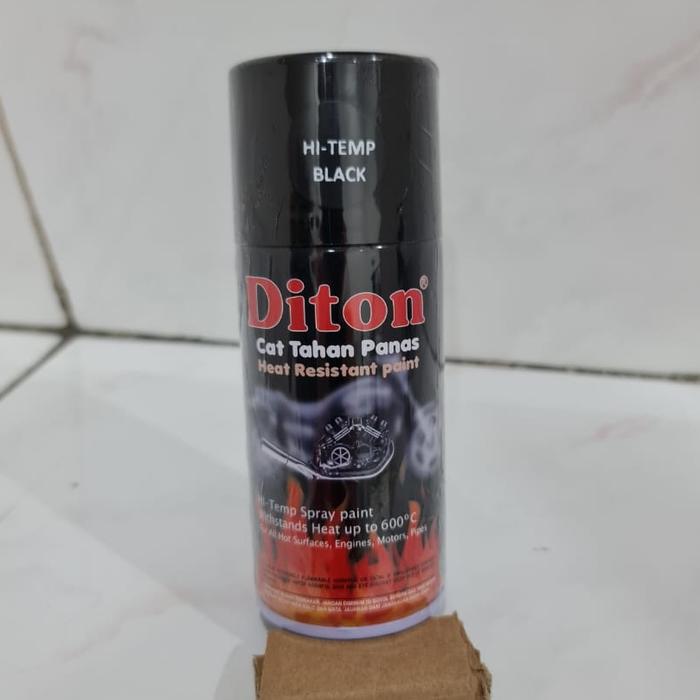 HI-TEMP
BLACK
Diton®
Cat Tahan Panas
Heat Resistant paint
Hi-Temp Spray paint
Withstands Heat up to 600°C
For All Hot Surfaces, Engines, Motors, Pipes